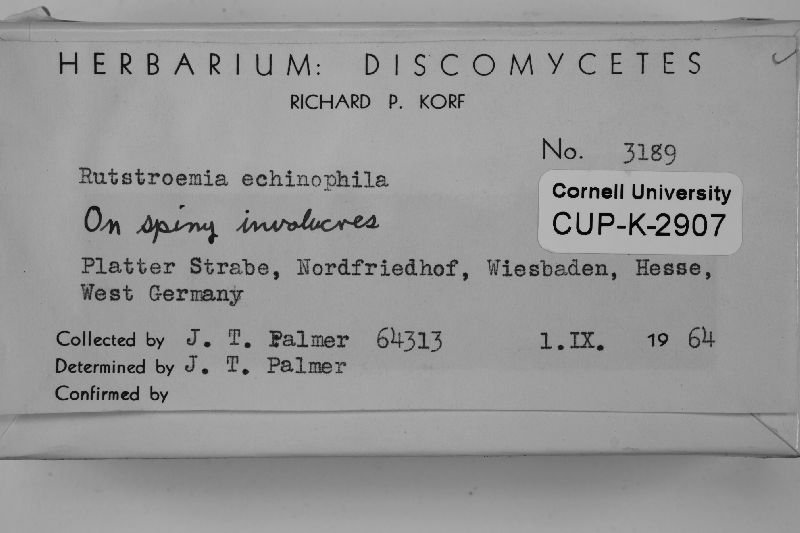 HERBARIUM: DISCOMYCETES
RICHARD P. KORF
No. 3189
Rutstroemia echinophila
Cornell University
CUP-K-2907
On spiny involucres
Platter Strabe, Nordfriedhof, Wiesbaden, Hesse,
West Germany
Collected by J. T. Palmer 64313 1.IX. 19 64
Determined by J. T. Palmer
Confirmed by